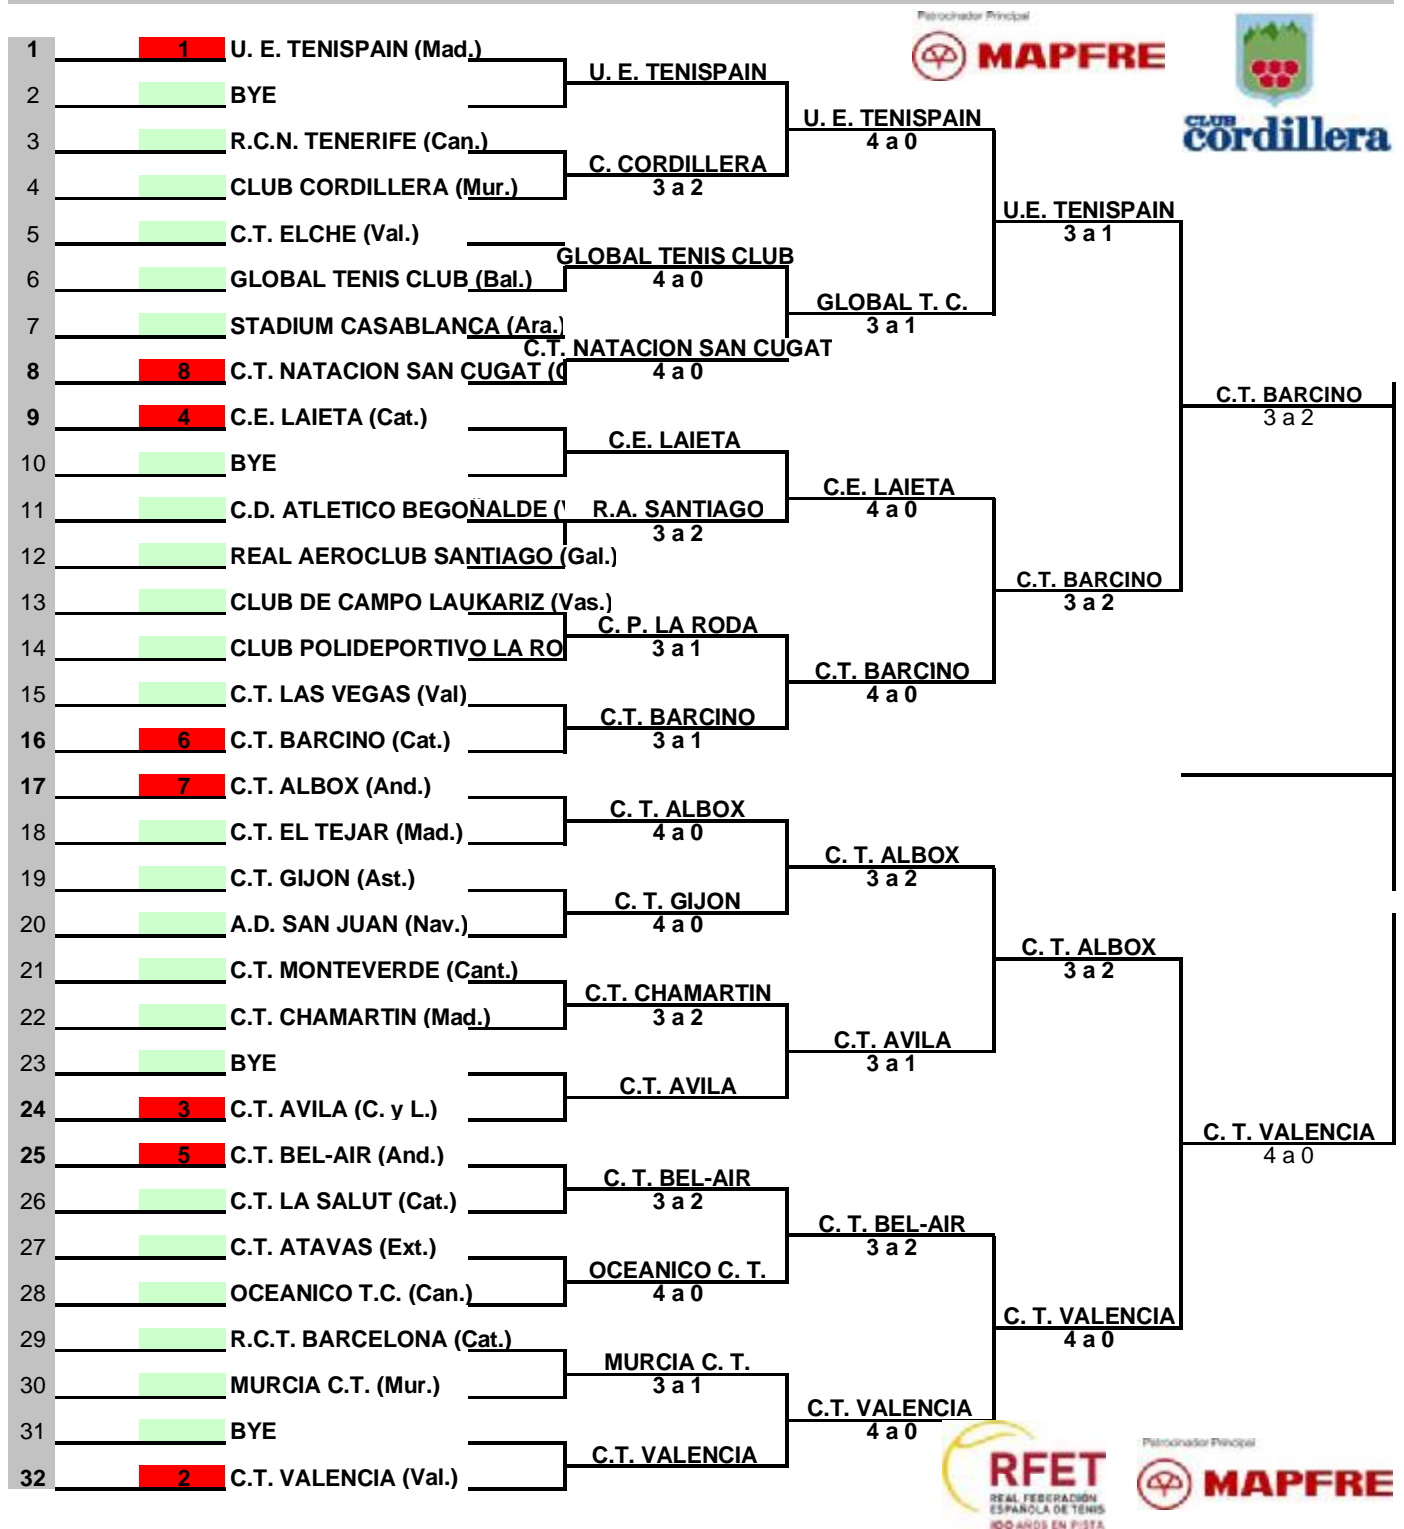 Patrocinador Principal
MAPFRE
CLUB
cordillera
1 1 U. E. TENISPAIN (Mad.)
U. E. TENISPAIN
2 BYE
U. E. TENISPAIN
4 a 0
3 R.C.N. TENERIFE (Can.)
C. CORDILLERA
3 a 2
4 CLUB CORDILLERA (Mur.)
U.E. TENISPAIN
3 a 1
5 C.T. ELCHE (Val.)
GLOBAL TENIS CLUB
4 a 0
6 GLOBAL TENIS CLUB (Bal.)
GLOBAL T. C.
3 a 1
7 STADIUM CASABLANCA (Ara.)
C.T. NATACION SAN CUGAT
4 a 0
8 8 C.T. NATACION SAN CUGAT (
C.T. BARCINO
3 a 2
9 4 C.E. LAIETA (Cat.)
C.E. LAIETA
10 BYE
C.E. LAIETA
4 a 0
11 C.D. ATLETICO BEGOÑALDE (
R.A. SANTIAGO
3 a 2
12 REAL AEROCLUB SANTIAGO (Gal.)
C.T. BARCINO
3 a 2
13 CLUB DE CAMPO LAUKARIZ (Vas.)
C. P. LA RODA
3 a 1
14 CLUB POLIDEPORTIVO LA RO
C.T. BARCINO
4 a 0
15 C.T. LAS VEGAS (Val)
C.T. BARCINO
3 a 1
16 6 C.T. BARCINO (Cat.)
17 7 C.T. ALBOX (And.)
C. T. ALBOX
4 a 0
18 C.T. EL TEJAR (Mad.)
C. T. ALBOX
3 a 2
19 C.T. GIJON (Ast.)
C. T. GIJON
4 a 0
20 A.D. SAN JUAN (Nav.)
C. T. ALBOX
3 a 2
21 C.T. MONTEVERDE (Cant.)
C.T. CHAMARTIN
3 a 2
22 C.T. CHAMARTIN (Mad.)
C.T. AVILA
3 a 1
23 BYE
C.T. AVILA
24 3 C.T. AVILA (C. y L.)
C. T. VALENCIA
4 a 0
25 5 C.T. BEL-AIR (And.)
C. T. BEL-AIR
3 a 2
26 C.T. LA SALUT (Cat.)
C. T. BEL-AIR
3 a 2
27 C.T. ATAVAS (Ext.)
OCEANICO C. T.
4 a 0
28 OCEANICO T.C. (Can.)
C. T. VALENCIA
4 a 0
29 R.C.T. BARCELONA (Cat.)
MURCIA C. T.
3 a 1
30 MURCIA C.T. (Mur.)
C.T. VALENCIA
4 a 0
31 BYE
C.T. VALENCIA
32 2 C.T. VALENCIA (Val.)
RFET
REAL FEDERACIÓN
ESPAÑOLA DE TENIS
100 AÑOS EN PISTA
Patrocinador Principal
MAPFRE